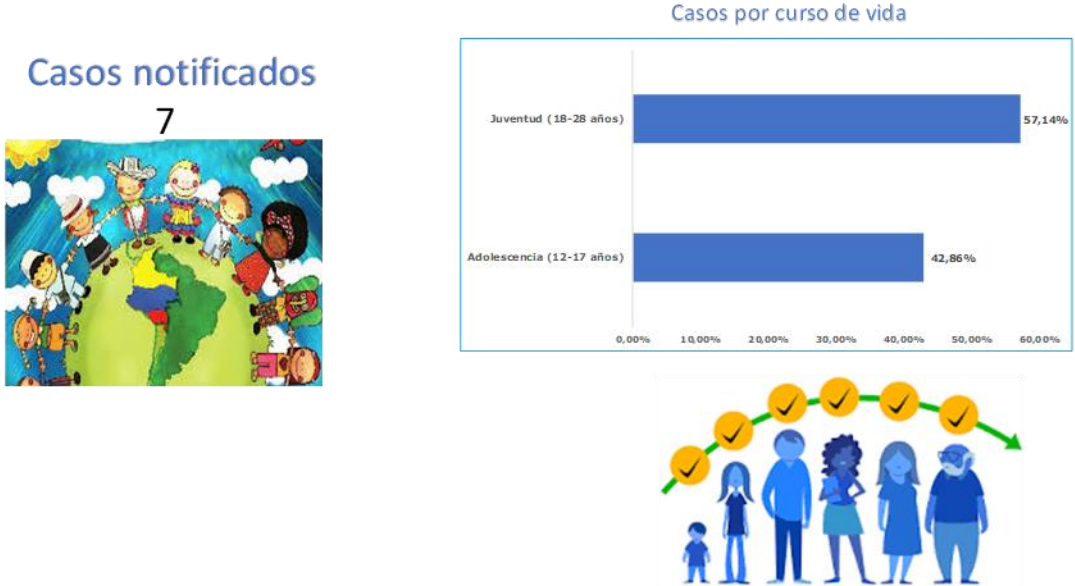 Casos notificados
7
Casos por curso de vida
Juventud (18-28 años)
57,14%
Adolescencia (12-17 años)
42,86%
0,00% 10,00% 20,00% 30,00% 40,00% 50,00% 60,00%